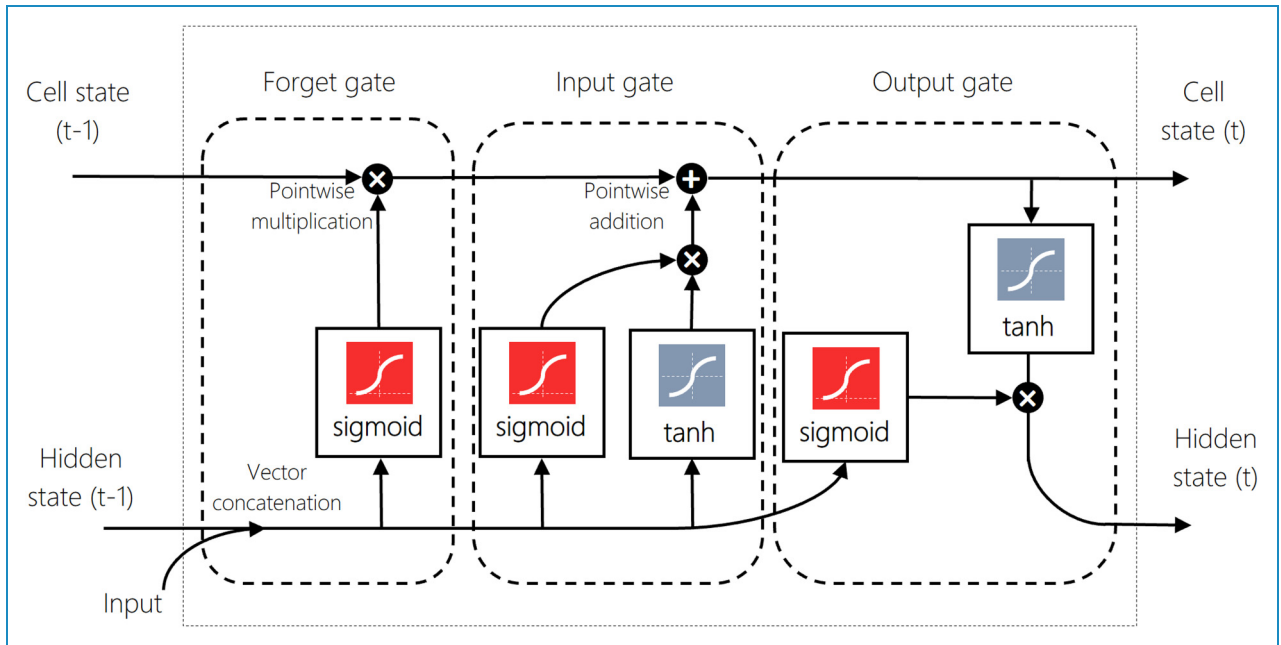 Forget gate
Input gate
Output gate
Cell state
(t-1)
Cell
state (t)
Pointwise
multiplication
Pointwise
addition
tanh
sigmoid
sigmoid
tanh
sigmoid
Hidden
state (t-1)
Vector
concatenation
Hidden
state (t)
Input